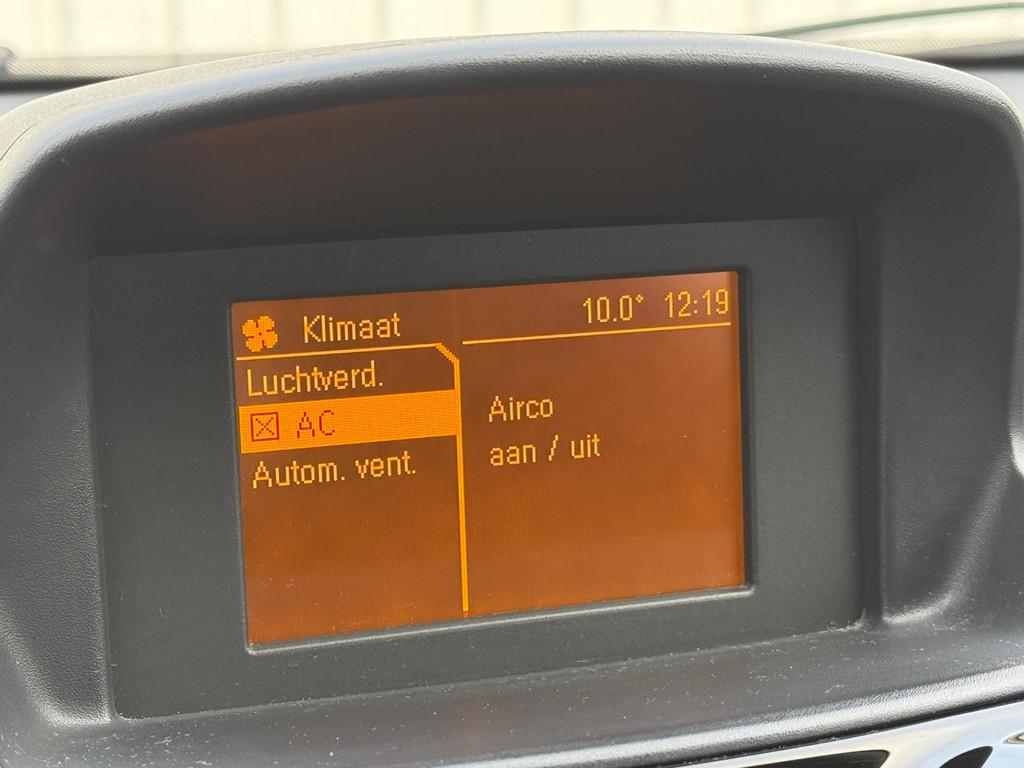 Klimaat 10.0° 12:19
Luchtverd.
AC
Autom. vent.
Airco
aan / uit